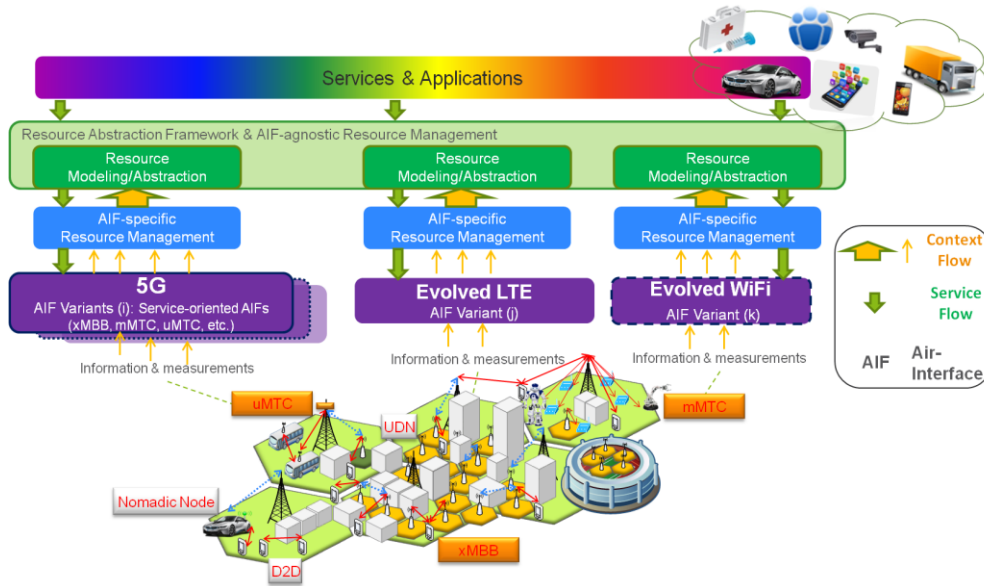 Services & Applications
Resource Abstraction Framework & AIF-agnostic Resource Management
Resource
Modeling/Abstraction
Resource
Modeling/Abstraction
Resource
Modeling/Abstraction
AIF-specific
Resource Management
AIF-specific
Resource Management
AIF-specific
Resource Management
5G
AIF Variants (i): Service-oriented AIFs
(xMBB, mMTC, uMTC, etc.)
Evolved LTE
AIF Variant (j)
Evolved WiFi
AIF Variant (k)
Context
Flow
Service
Flow
AIF
Air-
Interface
Information & measurements
Information & measurements
Information & measurements
uMTC
mMTC
UDN
Nomadic Node
xMBB
D2D